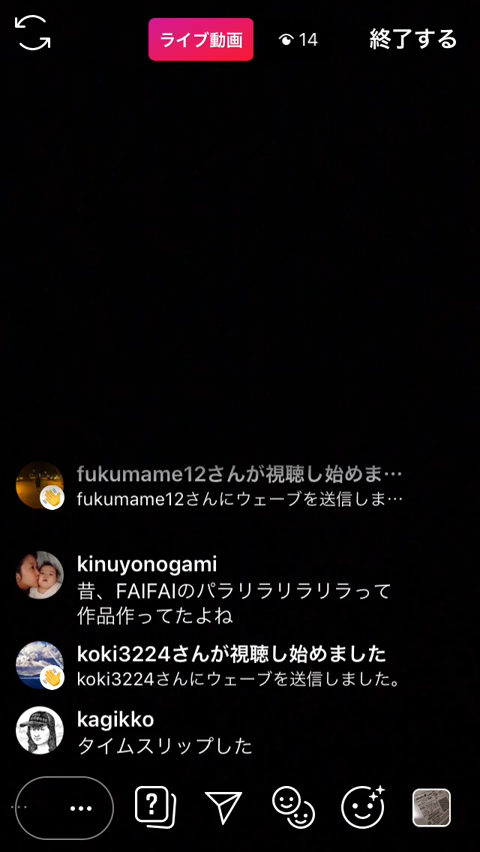 ライブ動画
14
終了する
fukumame12さんが視聴し始めま…
fukumame12さんにウェーブを送信しま…
kinuyonogami
昔、FAIFAIのパラリラリラリラって
作品作ってたよね
koki3224さんが視聴し始めました
koki3224さんにウェーブを送信しました。
kagikko
タイムスリップした